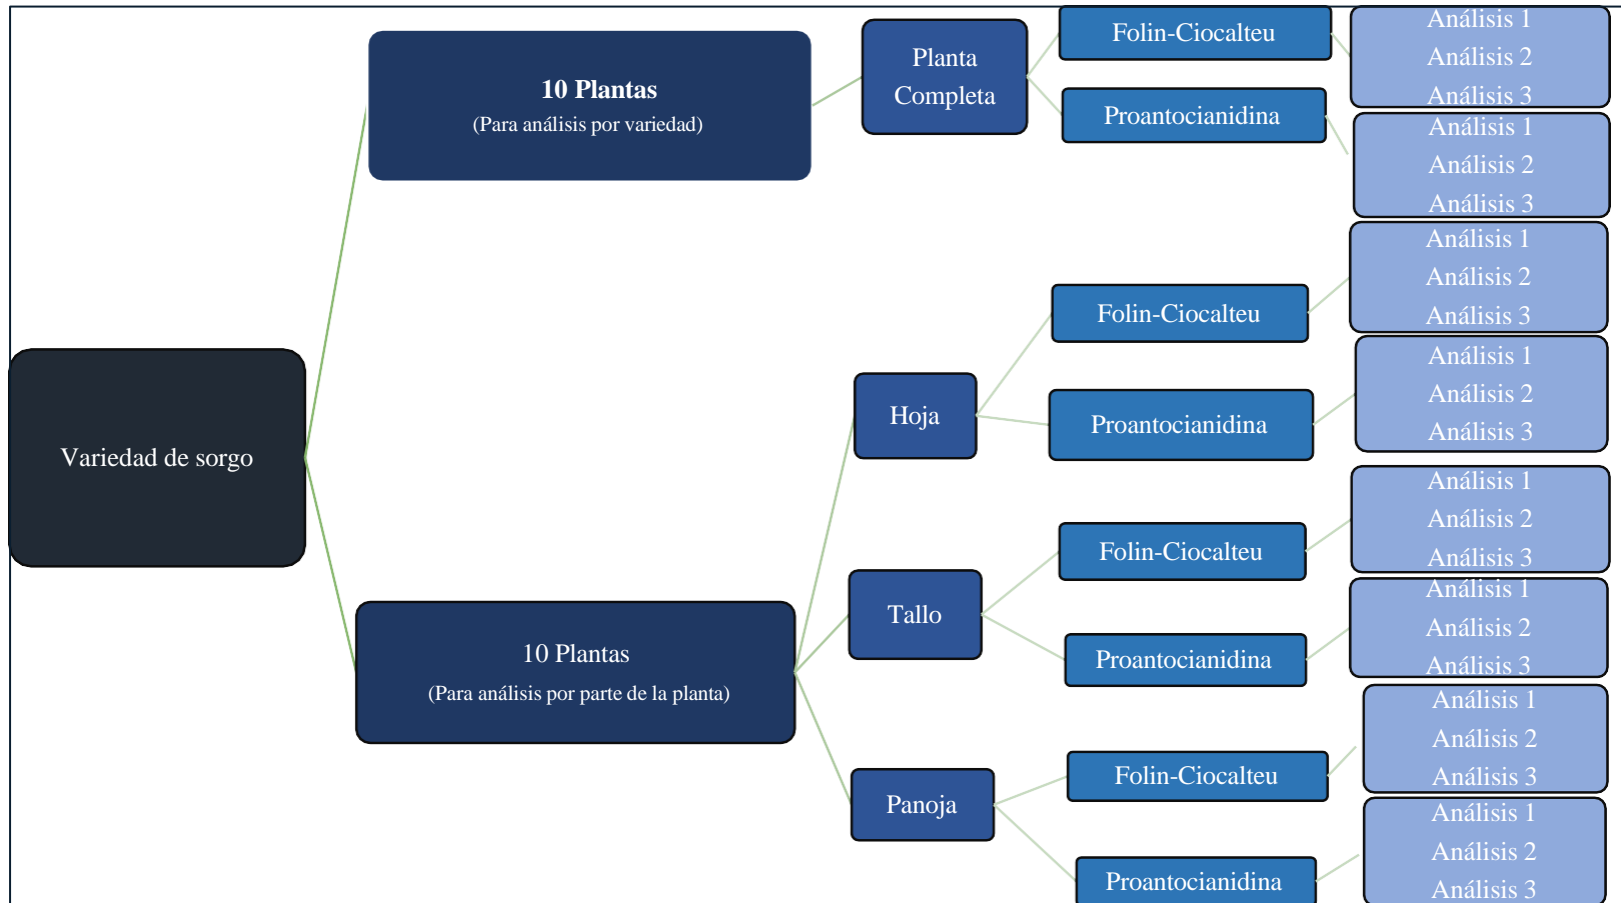 Variedad de sorgo
10 Plantas
(Para análisis por variedad)
Planta
Completa
Folin-Ciocalteu
Análisis 1
Análisis 2
Análisis 3
Proantocianidina
Análisis 1
Análisis 2
Análisis 3
10 Plantas
(Para análisis por parte de la planta)
Hoja
Folin-Ciocalteu
Análisis 1
Análisis 2
Análisis 3
Proantocianidina
Análisis 1
Análisis 2
Análisis 3
Tallo
Folin-Ciocalteu
Análisis 1
Análisis 2
Análisis 3
Proantocianidina
Análisis 1
Análisis 2
Análisis 3
Panoja
Folin-Ciocalteu
Análisis 1
Análisis 2
Análisis 3
Proantocianidina
Análisis 1
Análisis 2
Análisis 3